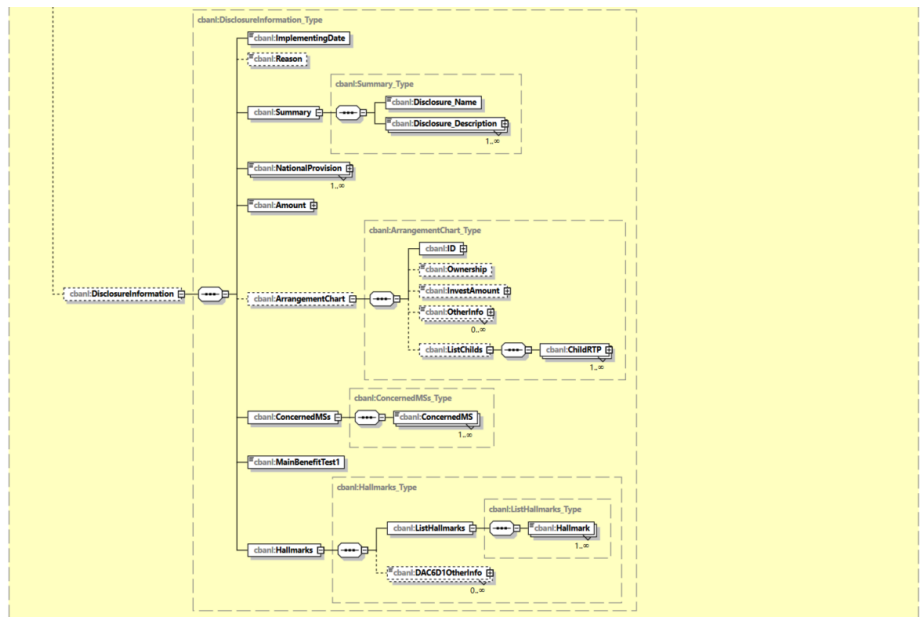 cbanl:DisclosureInformation_Type
cbanl:ImplementingDate
cbanl:Reason
cbanl:Summary_Type
cbanl:Summary
cbanl:Disclosure_Name
cbanl:Disclosure_Description
1..∞
cbanl:NationalProvision
1..∞
cbanl:Amount
cbanl:ArrangementChart_Type
cbanl:ID
cbanl:Ownership
cbanl:InvestAmount
cbanl:DisclosureInformation
cbanl:ArrangementChart
cbanl:OtherInfo
0..∞
cbanl:ListChilds
cbanl:ChildRTP
1..∞
cbanl:ConcernedMSs_Type
cbanl:ConcernedMSs
cbanl:ConcernedMS
1..∞
cbanl:MainBenefitTest1
cbanl:Hallmarks_Type
cbanl:ListHallmarks_Type
cbanl:ListHallmarks
cbanl:Hallmark
1..∞
cbanl:Hallmarks
cbanl:DAC6D1OtherInfo
0..∞